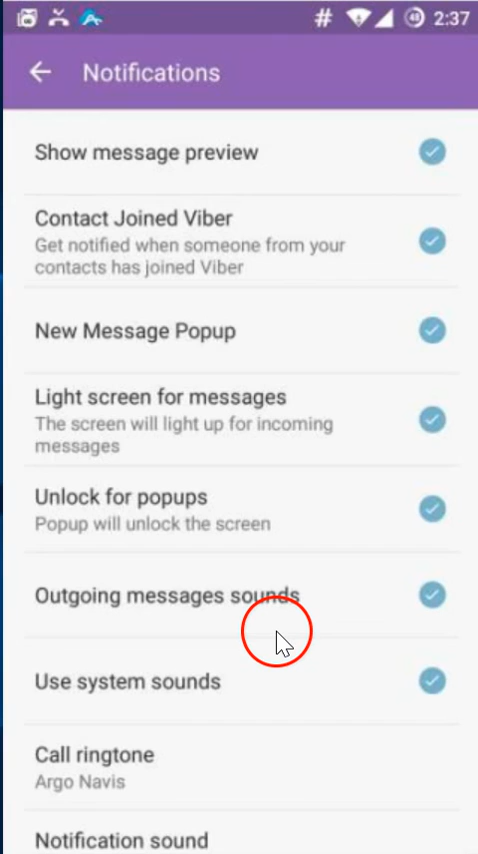 # 48 2:37
Notifications
Show message preview
Contact Joined Viber
Get notified when someone from your
contacts has joined Viber
New Message Popup
Light screen for messages
The screen will light up for incoming
messages
Unlock for popups
Popup will unlock the screen
Outgoing messages sounds
Use system sounds
Call ringtone
Argo Navis
Notification sound